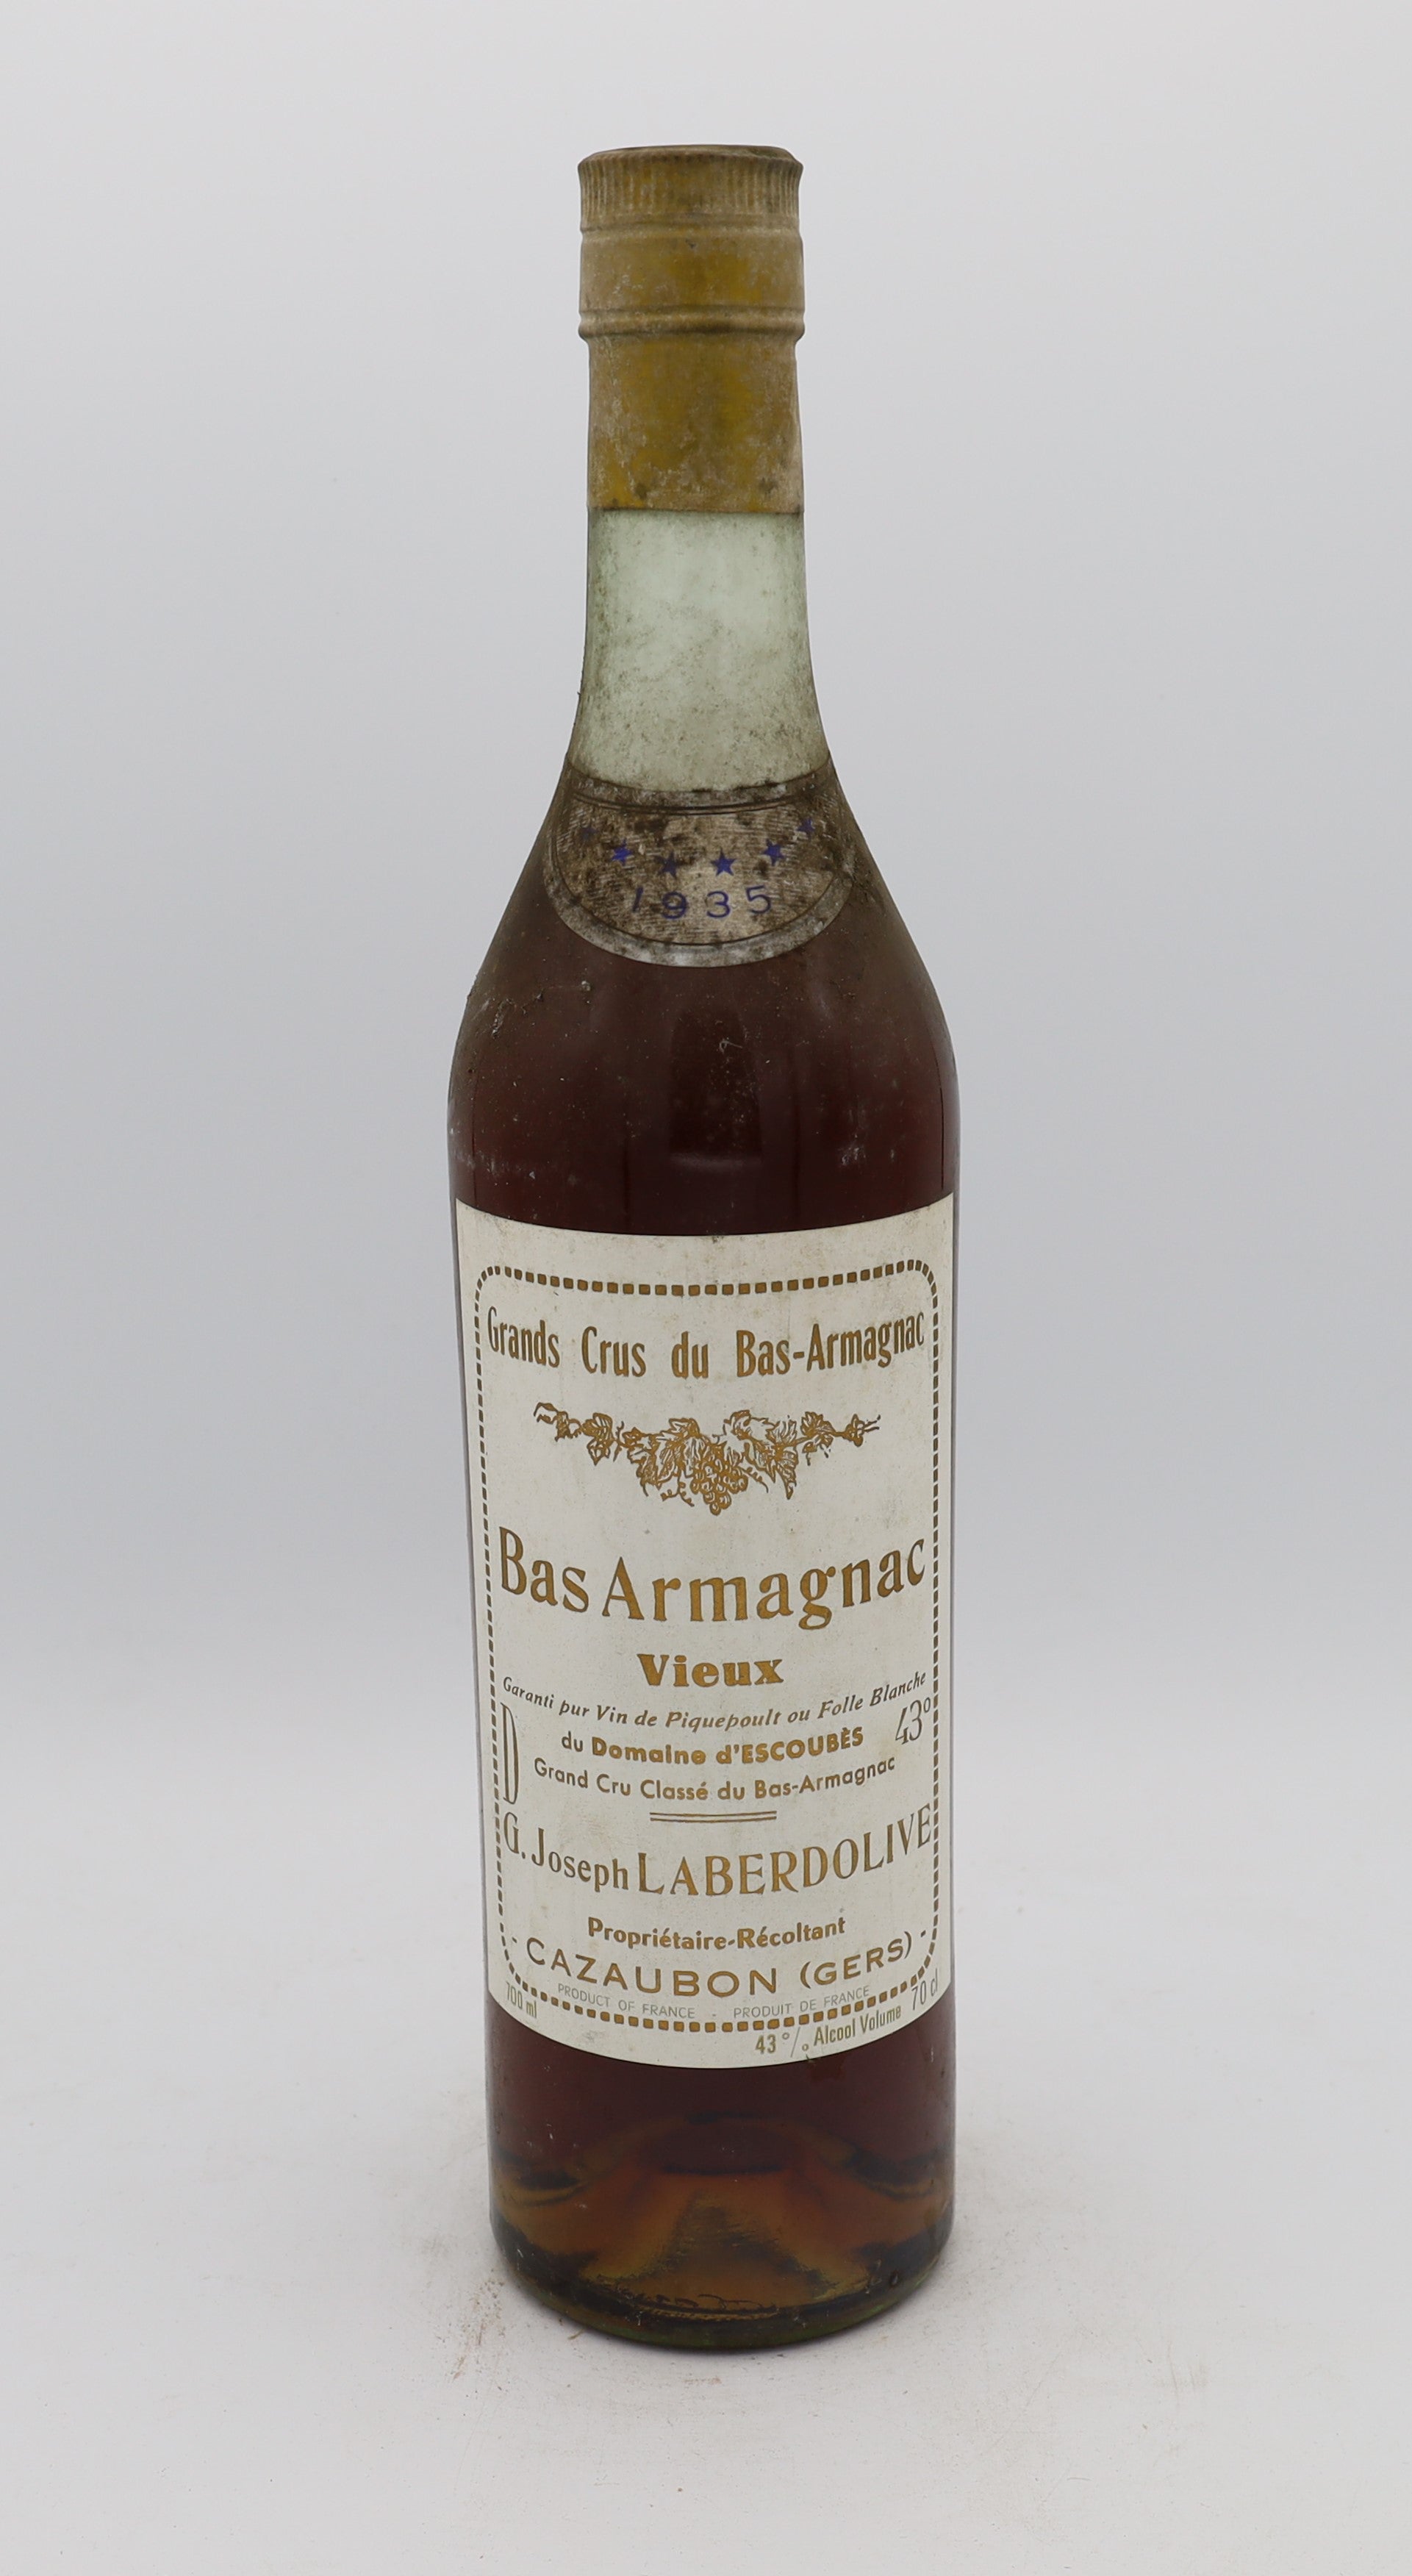 1935
Grands Crus du Bas-Armagnac
Bas Armagnac
Vieux
Garanti pur Vin de Piquepoult ou Folle Blanche
du Domaine d'ESCOUBÈS 43°
D Grand Cru Classé du Bas-Armagnac
G. Joseph LABERDOLIVE
Propriétaire-Récoltant
- CAZAUBON (GERS) -
PRODUCT OF FRANCE - PRODUIT DE FRANCE
700 ml 70 cl
43 °/. Alcool Volume